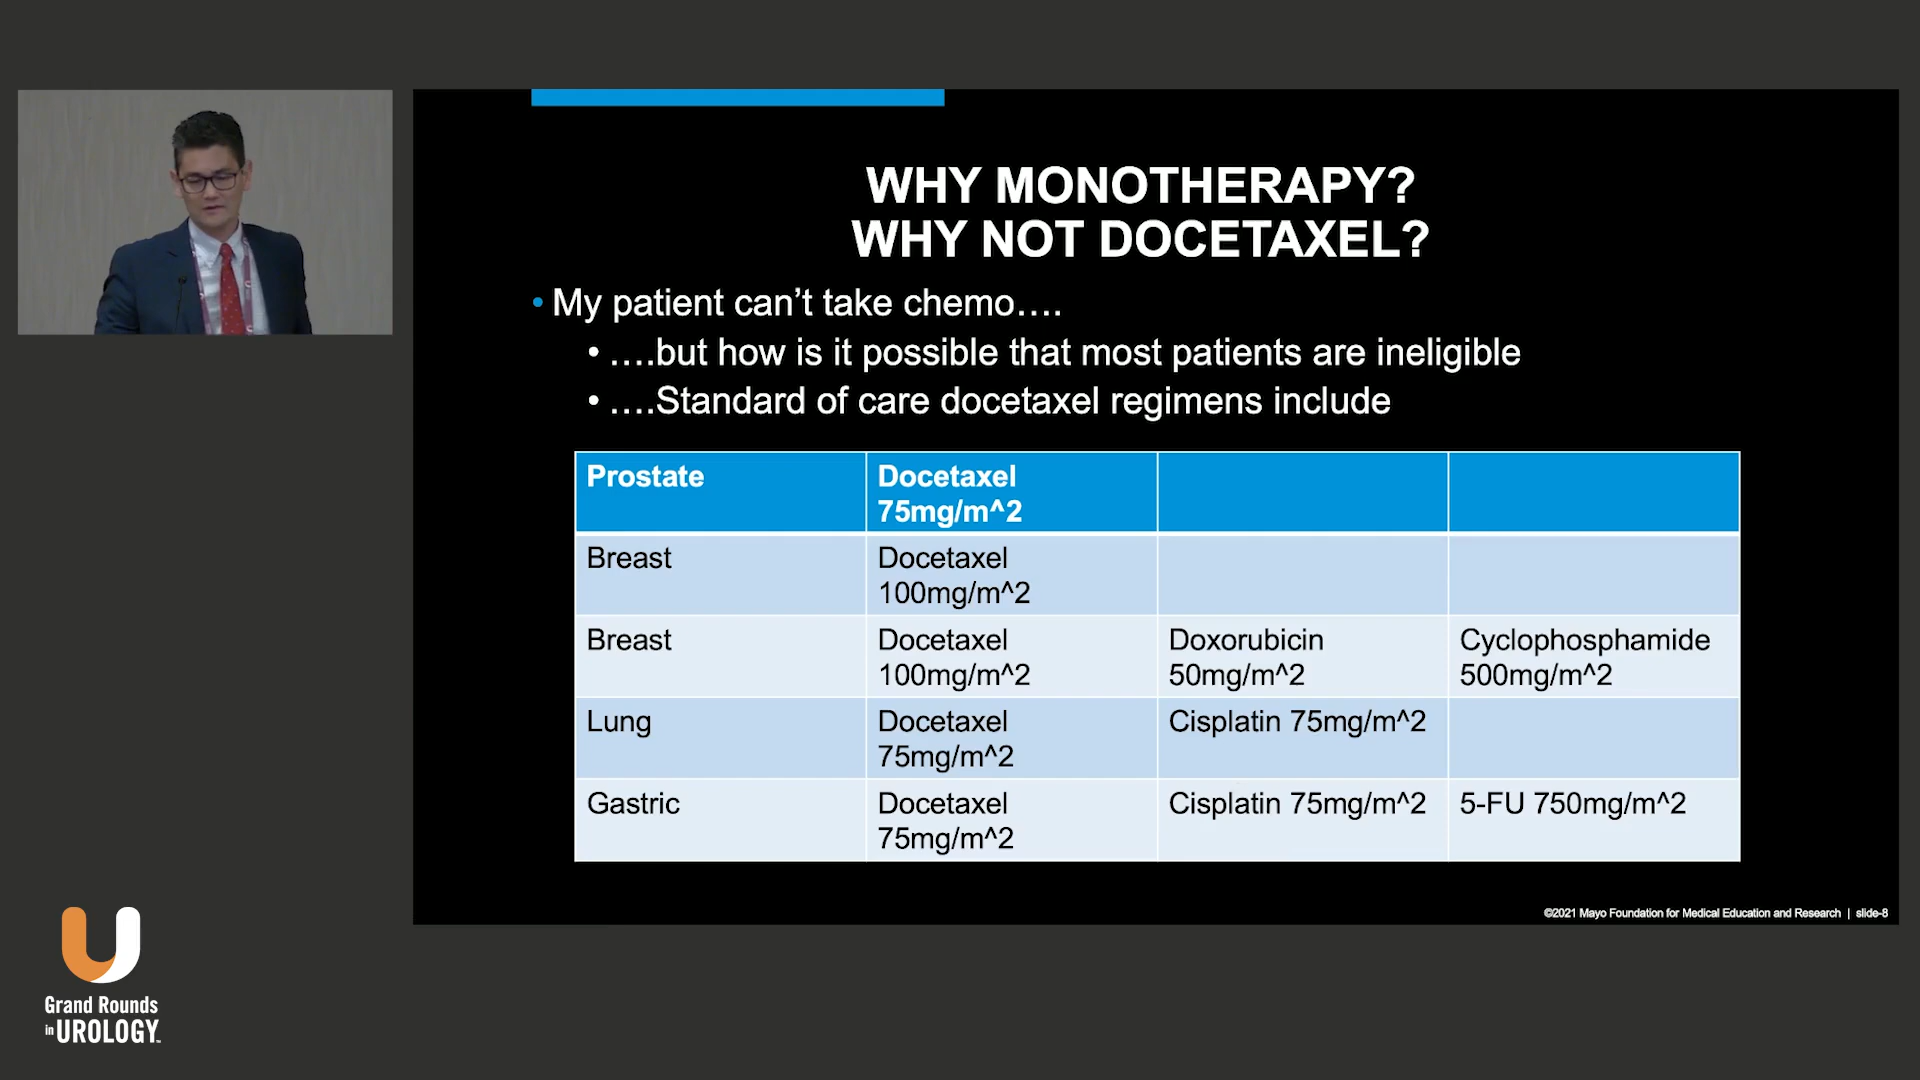 WHY MONOTHERAPY?
WHY NOT DOCETAXEL?
• My patient can't take chemo….
• ….but how is it possible that most patients are ineligible
• ….Standard of care docetaxel regimens include
Prostate
Docetaxel
75mg/m^2
Breast
Docetaxel
100mg/m^2
Breast
Docetaxel
100mg/m^2
Doxorubicin
50mg/m^2
Cyclophosphamide
500mg/m^2
Lung
Docetaxel
75mg/m^2
Cisplatin 75mg/m^2
Gastric
Docetaxel
75mg/m^2
Cisplatin 75mg/m^2
5-FU 750mg/m^2
©2021 Mayo Foundation for Medical Education and Research | slide-8
Grand Rounds
in UROLOGY™